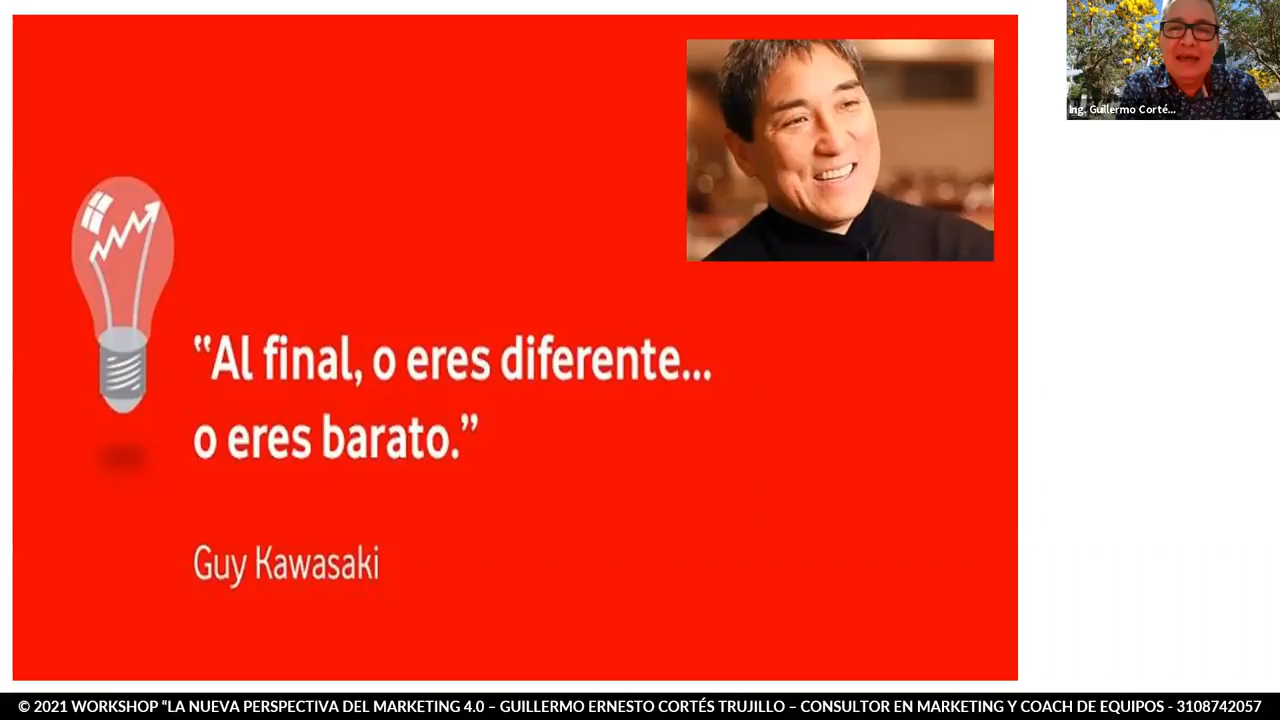 Ing. Guillermo Corté...
“Al final, o eres diferente...
o eres barato.”
Guy Kawasaki
© 2021 WORKSHOP “LA NUEVA PERSPECTIVA DEL MARKETING 4.0 – GUILLERMO ERNESTO CORTÉS TRUJILLO – CONSULTOR EN MARKETING Y COACH DE EQUIPOS - 3108742057